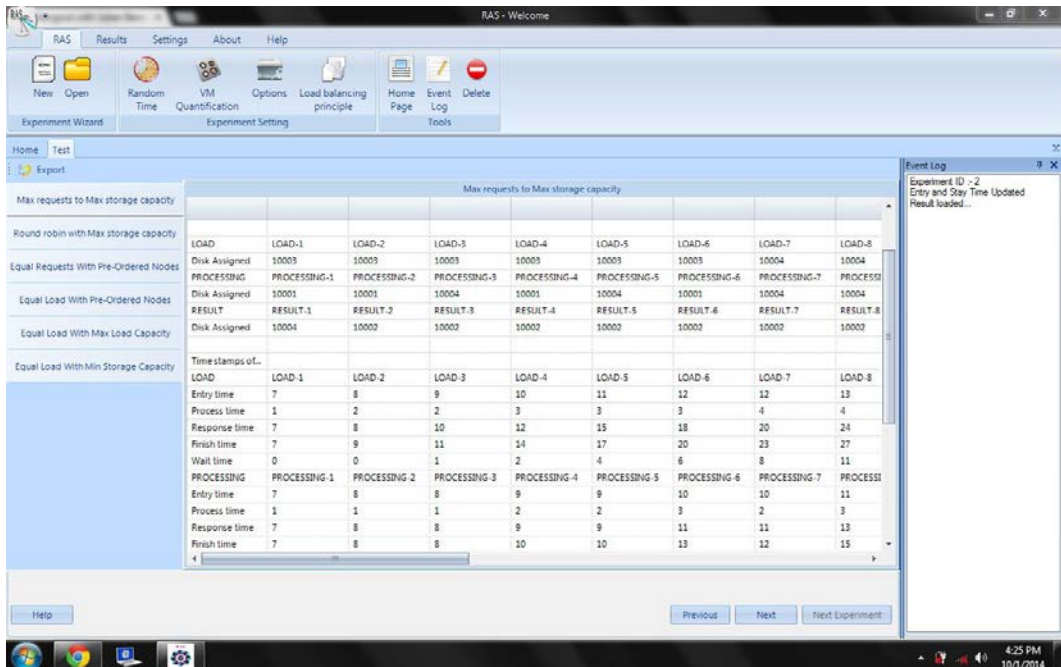 RAS - Welcome
RAS Results Settings About Help
New Open Random Time VM Quantification Options Load balancing principle Home Page Event Log Delete
Experiment Wizard Experiment Setting Tools
Home Test
Export
Max requests to Max storage capacity
Round robin with Max storage capacity
Equal Requests With Pre-Ordered Nodes
Equal Load With Pre-Ordered Nodes
Equal Load With Max Load Capacity
Equal Load With Min Storage Capacity
Max requests to Max storage capacity
LOAD LOAD-1 LOAD-2 LOAD-3 LOAD-4 LOAD-5 LOAD-6 LOAD-7 LOAD-8
Disk Assigned 10003 10003 10003 10003 10003 10003 10004 10004
PROCESSING PROCESSING-1 PROCESSING-2 PROCESSING-3 PROCESSING-4 PROCESSING-5 PROCESSING-6 PROCESSING-7 PROCESSI
Disk Assigned 10001 10001 10004 10001 10004 10001 10004 10004
RESULT RESULT-1 RESULT-2 RESULT-3 RESULT-4 RESULT-5 RESULT-6 RESULT-7 RESULT-8
Disk Assigned 10004 10002 10002 10002 10002 10002 10002 10002
Time stamps of...
LOAD LOAD-1 LOAD-2 LOAD-3 LOAD-4 LOAD-5 LOAD-6 LOAD-7 LOAD-8
Entry time 7 8 9 10 11 12 12 13
Process time 1 2 2 3 3 3 4 4
Response time 7 8 10 12 15 18 20 24
Finish time 7 9 11 14 17 20 23 27
Wait time 0 0 1 2 4 6 8 11
PROCESSING PROCESSING-1 PROCESSING-2 PROCESSING-3 PROCESSING-4 PROCESSING-5 PROCESSING-6 PROCESSING-7 PROCESSI
Entry time 7 8 8 9 9 10 10 11
Process time 1 1 1 2 2 3 2 3
Response time 7 8 8 9 9 11 11 13
Finish time 7 8 8 10 10 13 12 15
Event Log
Experiment ID :- 2
Entry and Stay Time Updated
Result loaded...
Help Previous Next Next Experiment
4:25 PM
10/1/2014